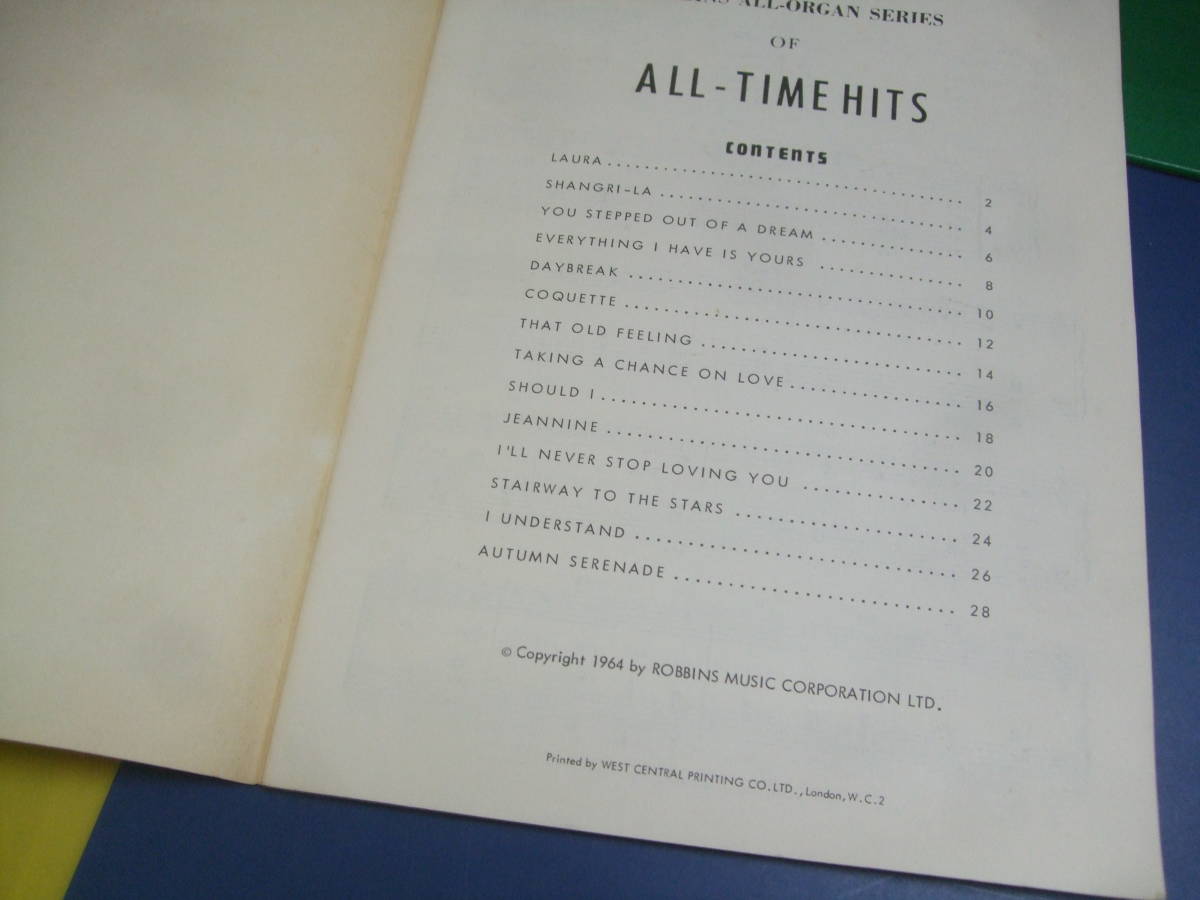 ALL-ORGAN SERIES
OF
ALL-TIME HITS
CONTENTS
LAURA 2
SHANGRI-LA 4
YOU STEPPED OUT OF A DREAM 6
EVERYTHING I HAVE IS YOURS 8
DAYBREAK 10
COQUETTE 12
THAT OLD FEELING 14
TAKING A CHANCE ON LOVE 16
SHOULD I 18
JEANNINE 20
I'LL NEVER STOP LOVING YOU 22
STAIRWAY TO THE STARS 24
I UNDERSTAND 26
AUTUMN SERENADE 28
© Copyright 1964 by ROBBINS MUSIC CORPORATION LTD.
Printed by WEST CENTRAL PRINTING CO. LTD., London, W.C.2